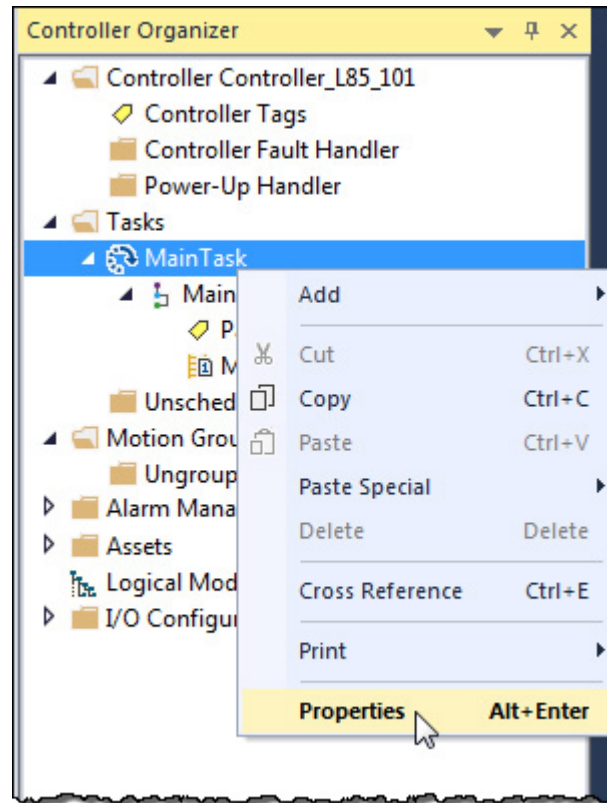 Controller Organizer
Controller Controller_L85_101
Controller Tags
Controller Fault Handler
Power-Up Handler
Tasks
MainTask
Main
P
M
Unsched
Motion Grou
Ungroup
Alarm Mana
Assets
Logical Mod
I/O Configu
Add
Cut Ctrl+X
Copy Ctrl+C
Paste Ctrl+V
Paste Special
Delete Delete
Cross Reference Ctrl+E
Print
Properties Alt+Enter